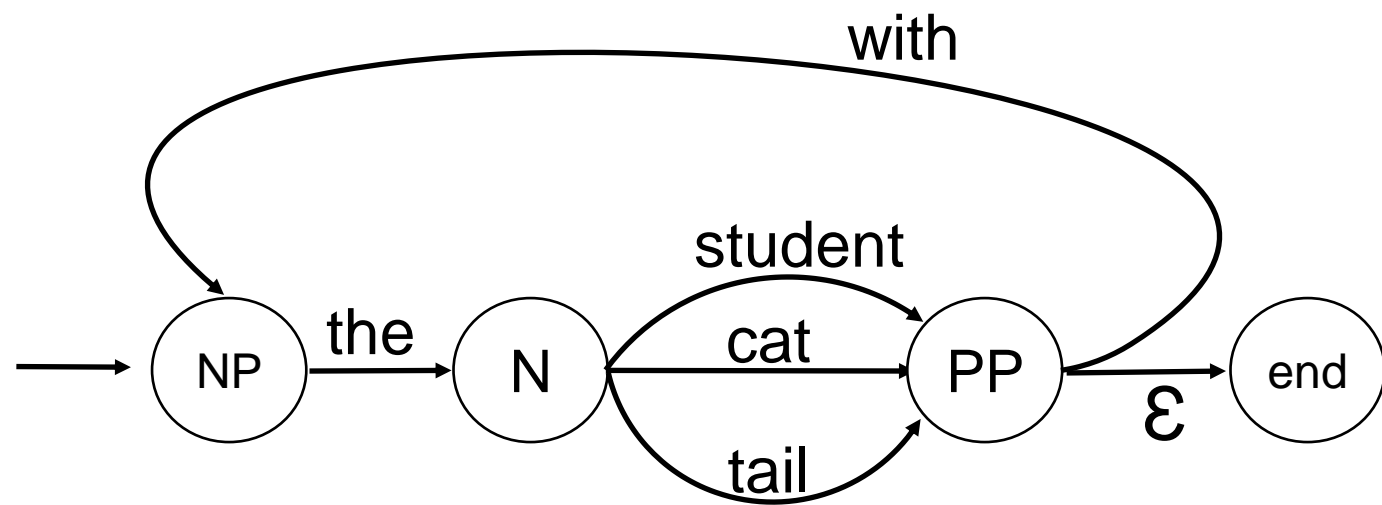 with
student
the
cat
NP
N
PP
end
ε
tail